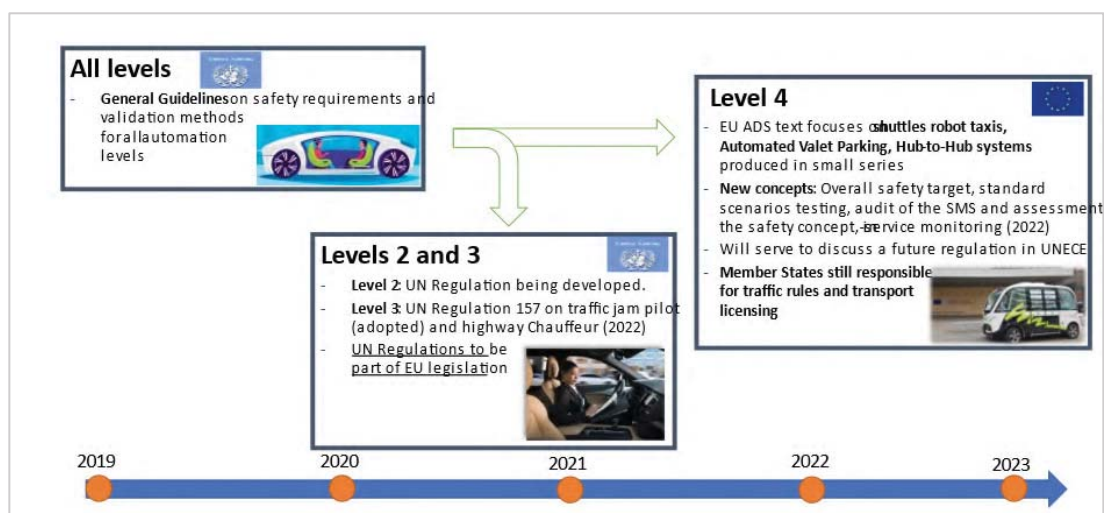 All levels
- General Guidelineson safety requirements and
validation methods
forallautomation
levels
Levels 2 and 3
- Level 2: UN Regulation being developed.
- Level 3: UN Regulation 157 on traffic jam pilot
(adopted) and highway Chauffeur (2022)
- UN Regulations to be
part of EU legislation
Level 4
- EU ADS text focuses on shuttles robot taxis,
Automated Valet Parking, Hub-to-Hub systems
produced in small series
- New concepts: Overall safety target, standard
scenarios testing, audit of the SMS and assessment
the safety concept, in-service monitoring (2022)
- Will serve to discuss a future regulation in UNECE
- Member States still responsible
for traffic rules and transport
licensing
2019
2020
2021
2022
2023